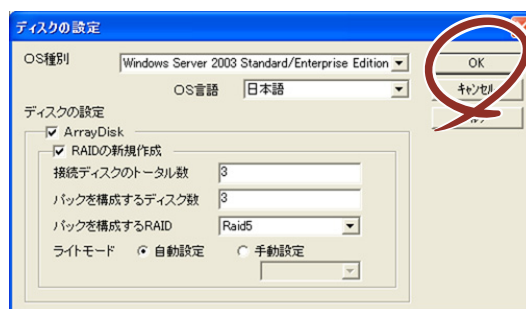 ディスクの設定
OS種別 Windows Server 2003 Standard/Enterprise Edition
OS言語 日本語
ディスクの設定
ArrayDisk
RAIDの新規作成
接続ディスクのトータル数 3
パックを構成するディスク数 3
パックを構成するRAID Raid5
ライトモード 自動設定 手動設定
OK
キャンセル